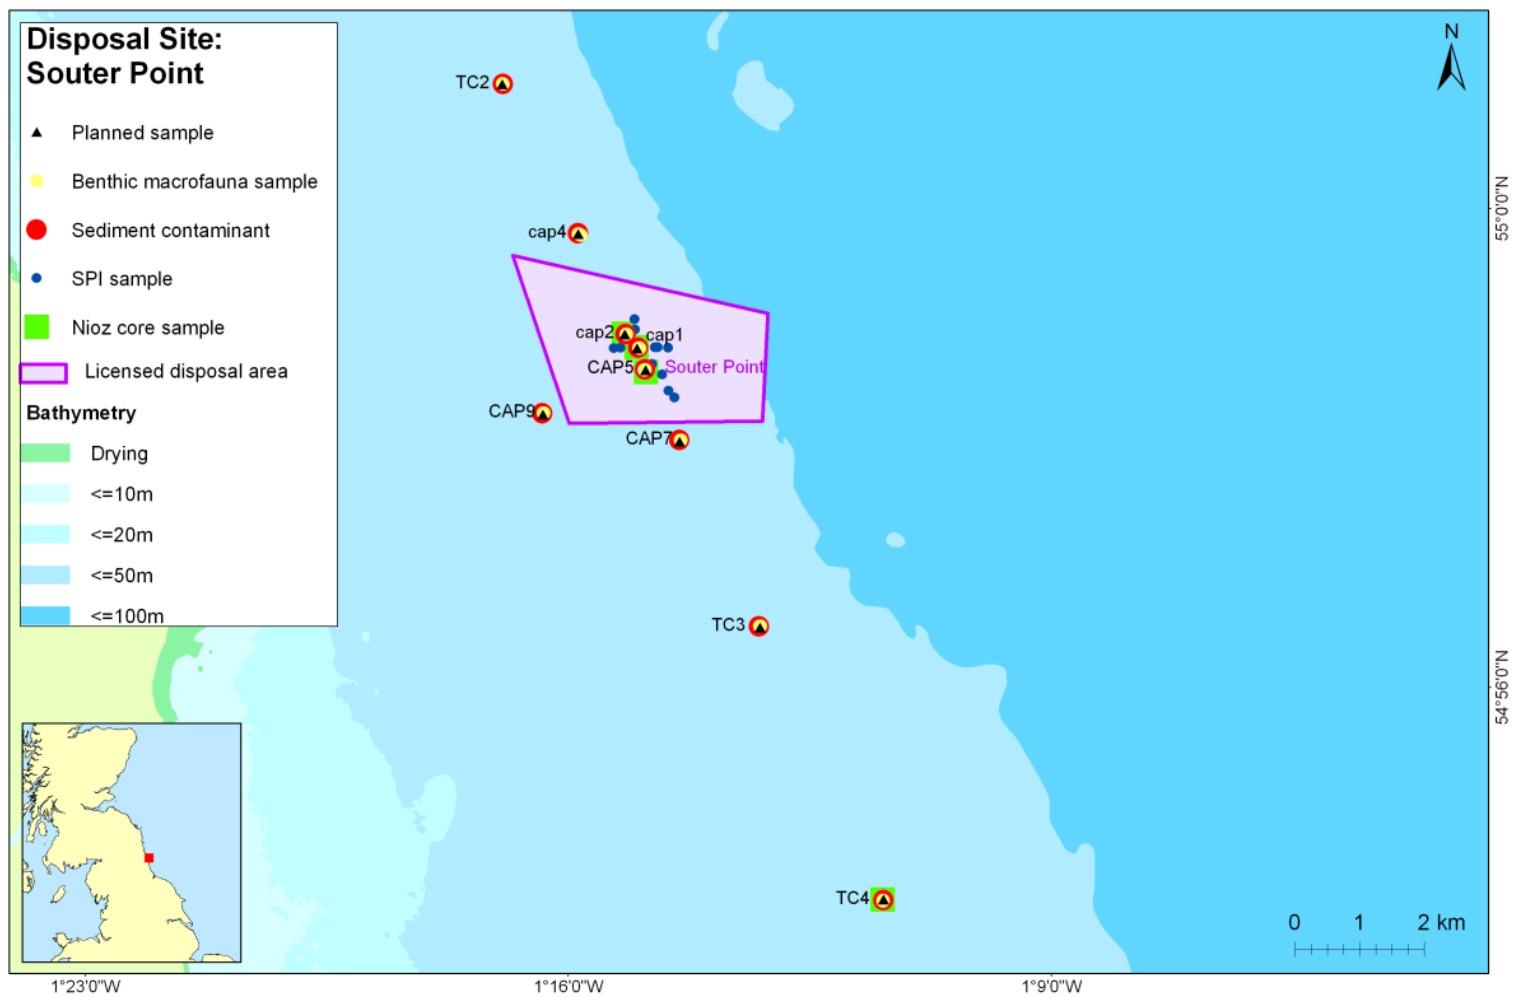 Disposal Site:
Souter Point
Planned sample
Benthic macrofauna sample
Sediment contaminant
SPI sample
Nioz core sample
Licensed disposal area
Bathymetry
Drying
<=10m
<=20m
<=50m
<=100m
N
TC2
cap4
cap2
cap1
CAP5
Souter Point
CAP9
CAP7
TC3
TC4
55°0'0"N
54°56'0"N
0 1 2 km
1°23'0"W 1°16'0"W 1°9'0"W